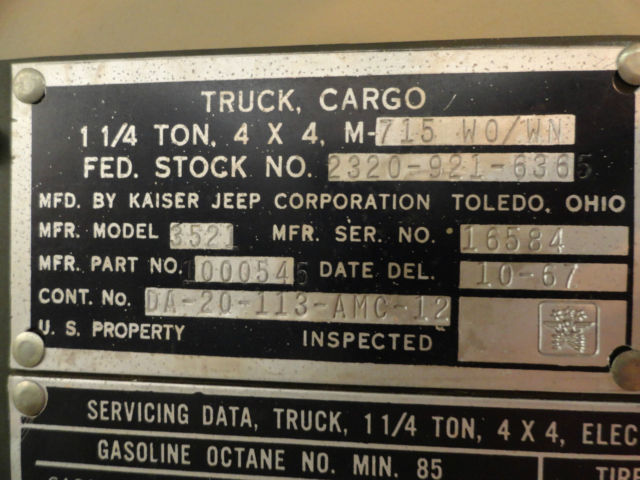 TRUCK, CARGO
1 1/4 TON, 4 X 4, M-715 WO/WN
FED. STOCK NO. 2320-921-6365
MFD. BY KAISER JEEP CORPORATION TOLEDO, OHIO
MFR. MODEL 3521 MFR. SER. NO. 16584
MFR. PART NO. 1000545 DATE DEL. 10-67
CONT. NO. DA-20-113-AMC-12
U. S. PROPERTY INSPECTED
SERVICING DATA, TRUCK, 1 1/4 TON, 4 X 4, ELEC
GASOLINE OCTANE NO. MIN. 85
TIRE